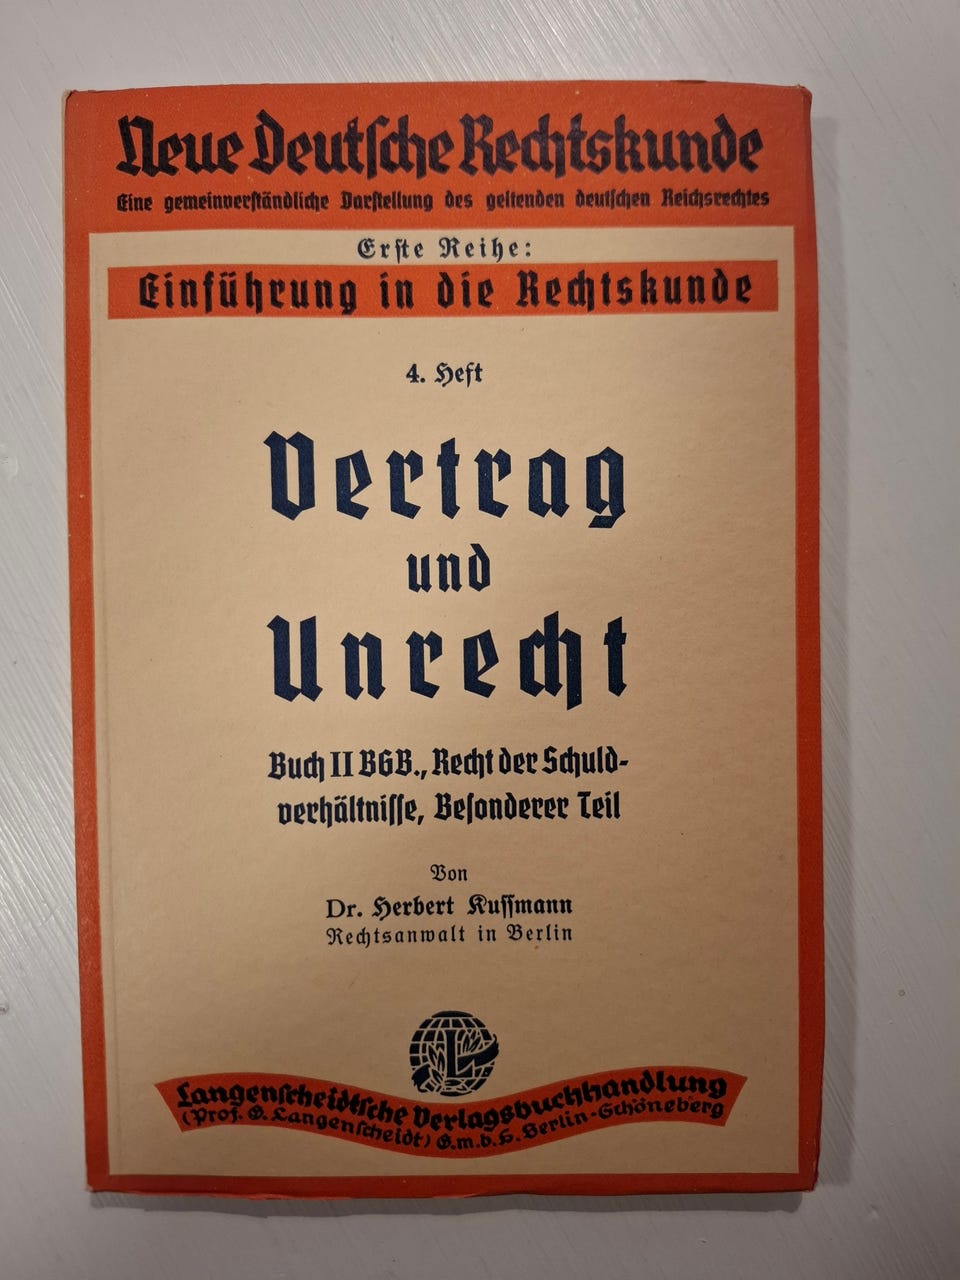 Neue Deutſche Rechtskunde
Eine gemeinverſtändliche Darſtellung des geltenden deutſchen Reichsrechtes
Erſte Reihe:
Einführung in die Rechtskunde
4. Heft
Vertrag
und
Unrecht
Buch II BGB., Recht der Schuld-
verhältniſſe, Beſonderer Teil
Von
Dr. Herbert Kuſſmann
Rechtsanwalt in Berlin
L
Langenſcheidtſche Verlagsbuchhandlung
(Prof. G. Langenſcheidt) G.m.b.H. Berlin-Schöneberg